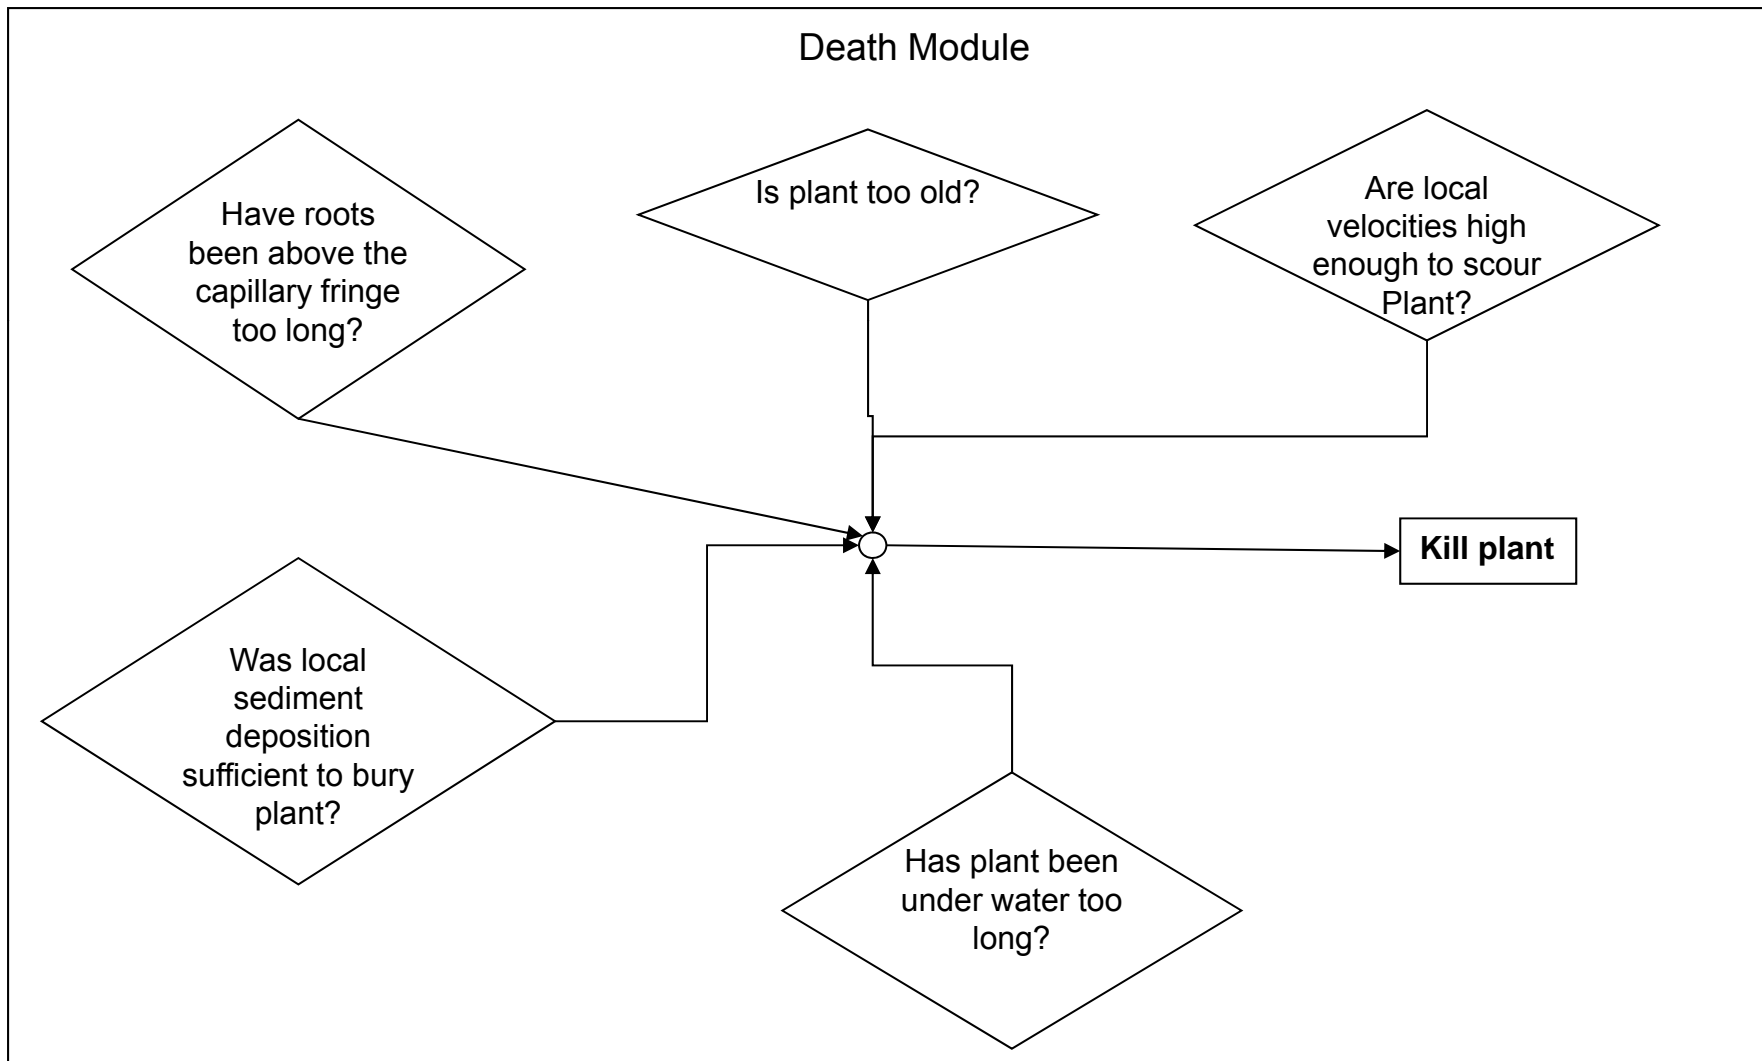 Death Module
Have roots
been above the
capillary fringe
too long?
Is plant too old?
Are local
velocities high
enough to scour
Plant?
Kill plant
Was local
sediment
deposition
sufficient to bury
plant?
Has plant been
under water too
long?